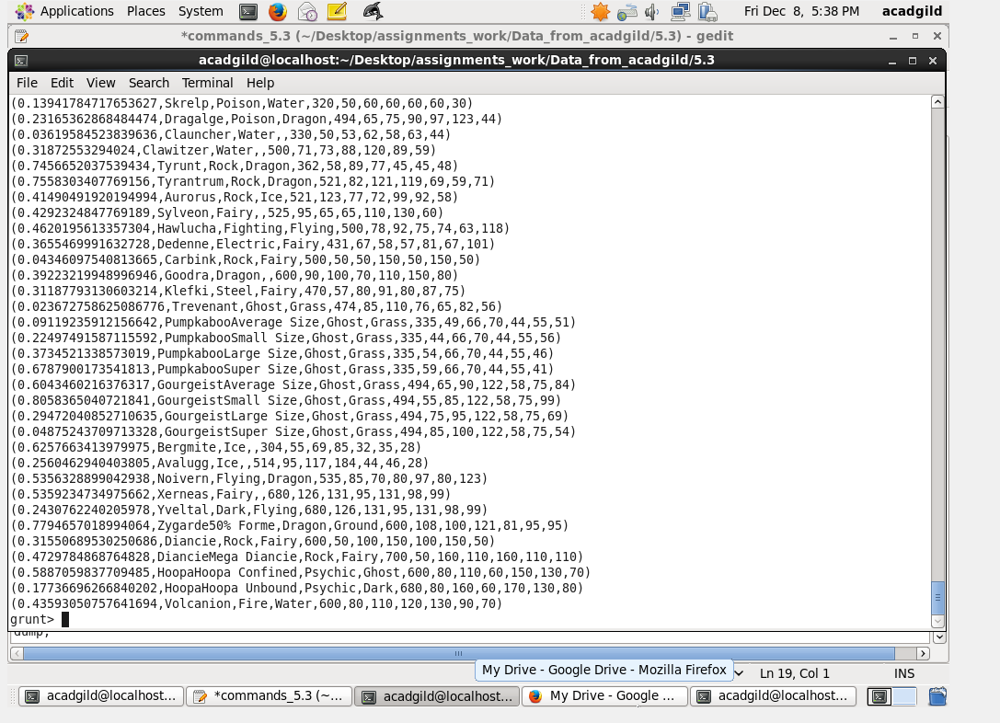 Applications Places System Fri Dec 8, 5:38 PM acadgild
*commands_5.3 (~/Desktop/assignments_work/Data_from_acadgild/5.3) - gedit
acadgild@localhost:~/Desktop/assignments_work/Data_from_acadgild/5.3
File Edit View Search Terminal Help
(0.13941784717653627,Skrelp,Poison,Water,320,50,60,60,60,60,30)
(0.23165362868484474,Dragalge,Poison,Dragon,494,65,75,90,97,123,44)
(0.03619584523839636,Clauncher,Water,,330,50,53,62,58,63,44)
(0.31872553294024,Clawitzer,Water,,500,71,73,88,120,89,59)
(0.7456652037539434,Tyrunt,Rock,Dragon,362,58,89,77,45,45,48)
(0.7558303407769156,Tyrantrum,Rock,Dragon,521,82,121,119,69,59,71)
(0.41490491920194994,Aurorus,Rock,Ice,521,123,77,72,99,92,58)
(0.4292324847769189,Sylveon,Fairy,,525,95,65,65,110,130,60)
(0.4620195613357304,Hawlucha,Fighting,Flying,500,78,92,75,74,63,118)
(0.3655469991632728,Dedenne,Electric,Fairy,431,67,58,57,81,67,101)
(0.04346097540813665,Carbink,Rock,Fairy,500,50,50,150,50,150,50)
(0.39223219948996946,Goodra,Dragon,,600,90,100,70,110,150,80)
(0.31187793130603214,Klefki,Steel,Fairy,470,57,80,91,80,87,75)
(0.023672758625086776,Trevenant,Ghost,Grass,474,85,110,76,65,82,56)
(0.09119235912156642,PumpkabooAverage Size,Ghost,Grass,335,49,66,70,44,55,51)
(0.22497491587115592,PumpkabooSmall Size,Ghost,Grass,335,44,66,70,44,55,56)
(0.3734521338573019,PumpkabooLarge Size,Ghost,Grass,335,54,66,70,44,55,46)
(0.6787900173541813,PumpkabooSuper Size,Ghost,Grass,335,59,66,70,44,55,41)
(0.6043460216376317,GourgeistAverage Size,Ghost,Grass,494,65,90,122,58,75,84)
(0.8058365040721841,GourgeistSmall Size,Ghost,Grass,494,55,85,122,58,75,99)
(0.29472040852710635,GourgeistLarge Size,Ghost,Grass,494,75,95,122,58,75,69)
(0.04875243709713328,GourgeistSuper Size,Ghost,Grass,494,85,100,122,58,75,54)
(0.6257663413979975,Bergmite,Ice,,304,55,69,85,32,35,28)
(0.2560462940403805,Avalugg,Ice,,514,95,117,184,44,46,28)
(0.5356328899042938,Noivern,Flying,Dragon,535,85,70,80,97,80,123)
(0.5359234734975662,Xerneas,Fairy,,680,126,131,95,131,98,99)
(0.2430762240205978,Yveltal,Dark,Flying,680,126,131,95,131,98,99)
(0.7794657018994064,Zygarde50% Forme,Dragon,Ground,600,108,100,121,81,95,95)
(0.31550689530250686,Diancie,Rock,Fairy,600,50,100,150,100,150,50)
(0.4729784868764828,DiancieMega Diancie,Rock,Fairy,700,50,160,110,160,110,110)
(0.5887059837709485,HoopaHoopa Confined,Psychic,Ghost,600,80,110,60,150,130,70)
(0.17736696266840202,HoopaHoopa Unbound,Psychic,Dark,680,80,160,60,170,130,80)
(0.43593050757641694,Volcanion,Fire,Water,600,80,110,120,130,90,70)
grunt>
dump;
My Drive - Google Drive - Mozilla Firefox Ln 19, Col 1 INS
acadgild@localhost... *commands_5.3 (~... acadgild@localhost... My Drive - Google ... acadgild@localhost...